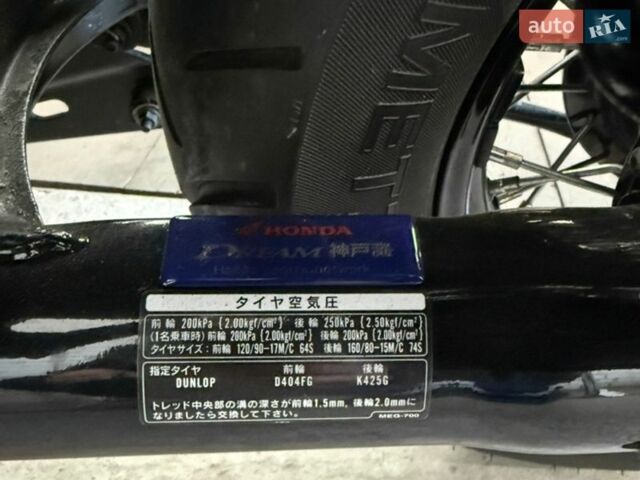 auto RIA.com
METZ
HONDA
DREAM 神戸
タイヤ空気圧
前輪 200kPa {2.00kgf/cm²} 後輪 250kPa {2.50kgf/cm²}
(1名乗車時) 前輪 200kPa {2.00kgf/cm²} 後輪 200kPa {2.00kgf/cm²}
タイヤサイズ: 前輪 120/90-17M/C 64S 後輪 160/80-15M/C 74S
指定タイヤ 前輪 後輪
DUNLOP D404FG K425G
トレッド中央部の溝の深さが前輪1.5mm, 後輪2.0mmに
なりましたら交換して下さい。 MEG-700